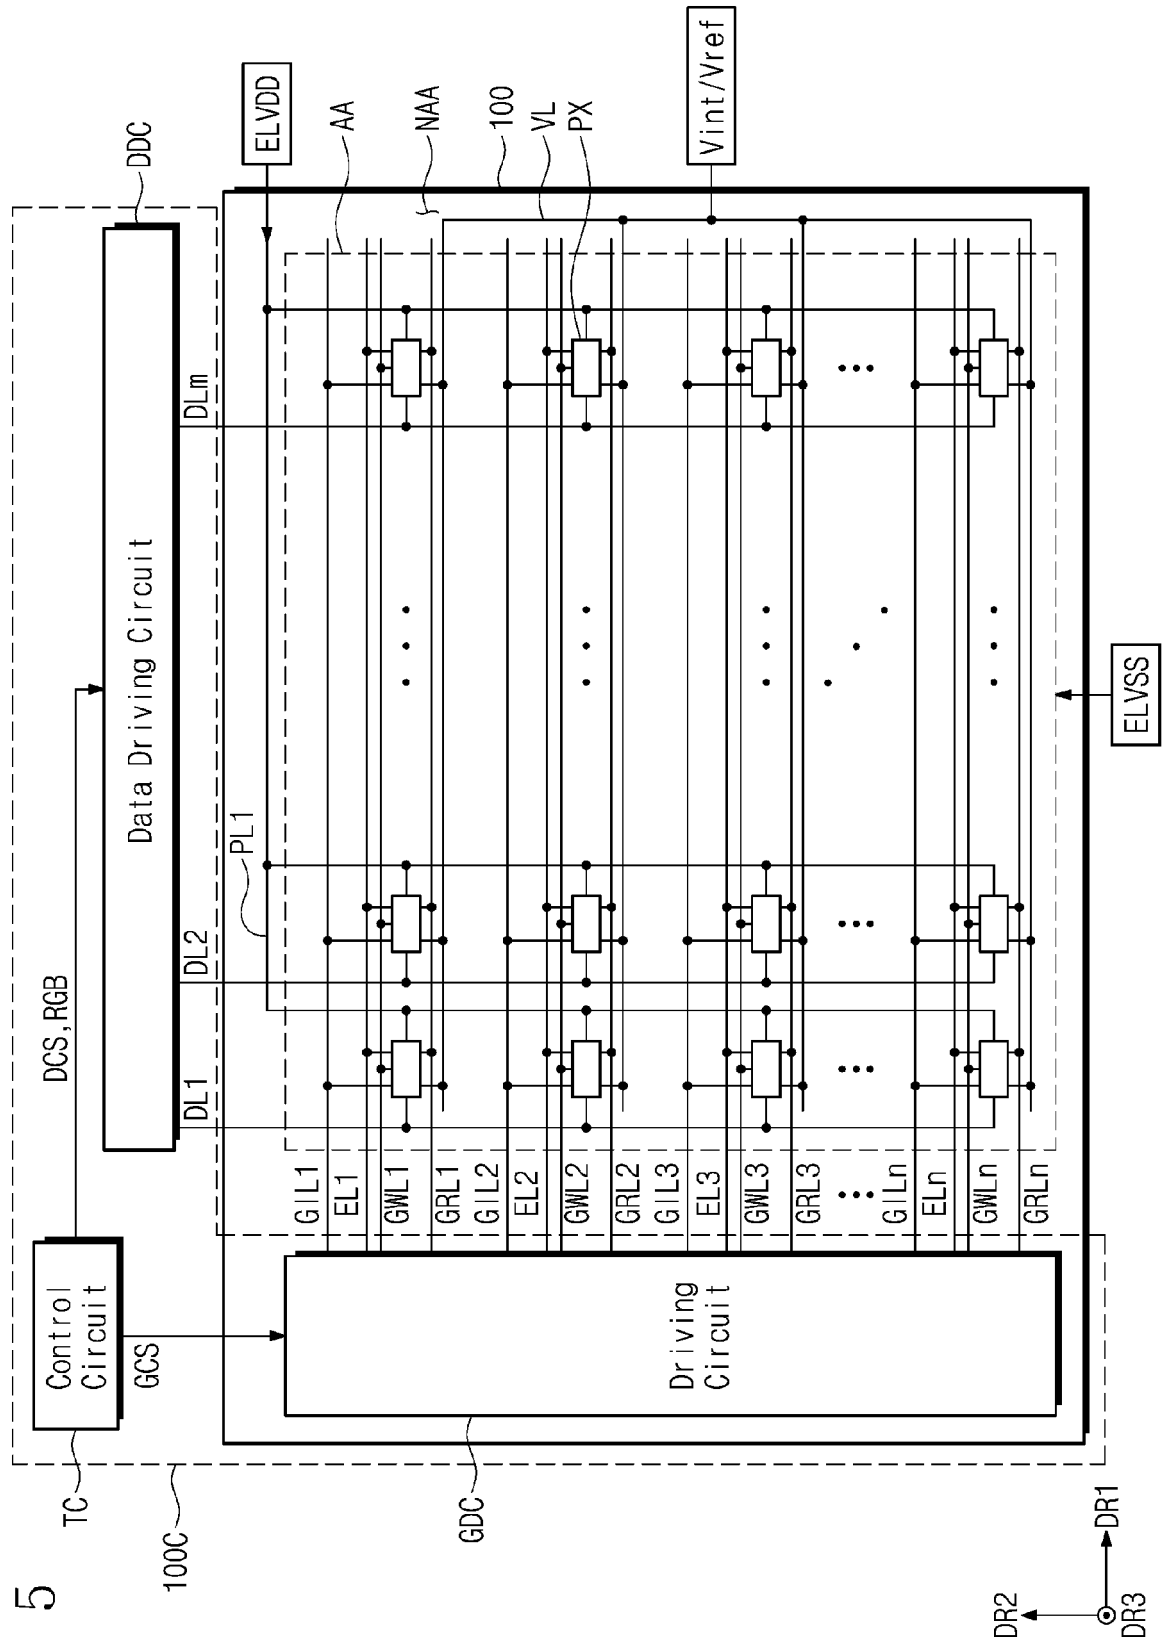 5
100C
TC
Control
Circuit
DCS,RGB
Data Driving Circuit
DDC
GCS
DL1
DL2
DLm
PL1
ELVDD
AA
NAA
100
VL
PX
Vint/Vref
GDC
Driving
Circuit
GIL1
EL1
GWL1
GRL1
GIL2
EL2
GWL2
GRL2
GIL3
EL3
GWL3
GRL3
GILn
ELn
GWLn
GRLn
ELVSS
DR2
DR1
DR3